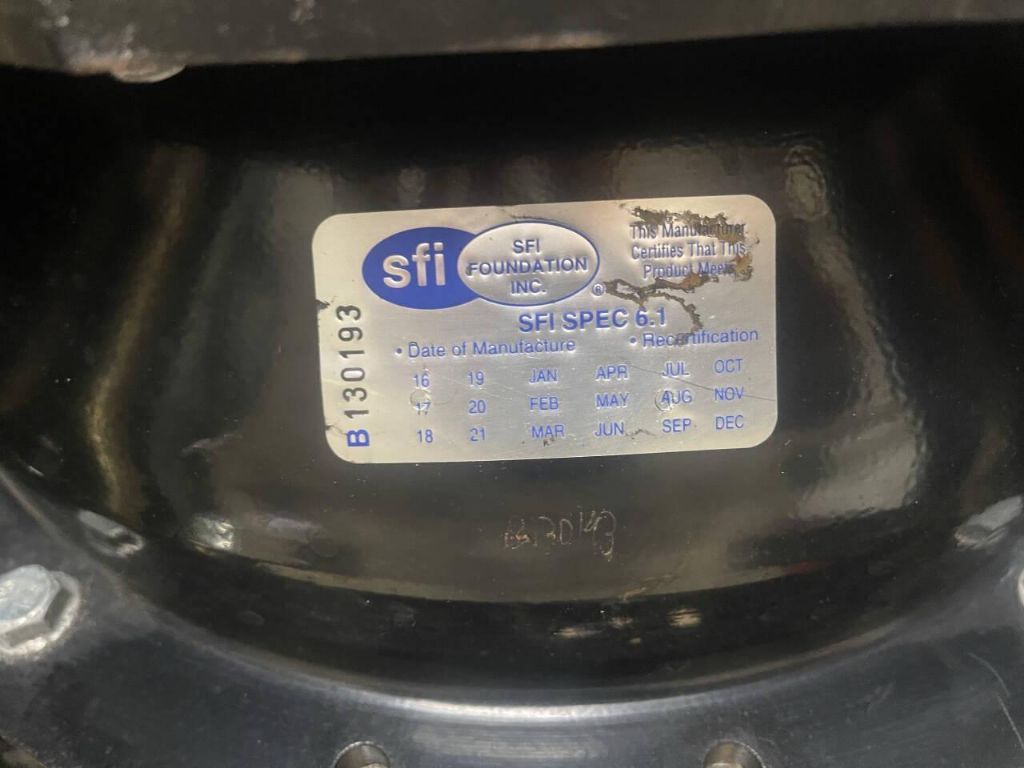 sfi
SFI
FOUNDATION
INC.
®
This Manufacturer
Certifies That This
Product Meets
SFI SPEC 6.1
• Date of Manufacture • Recertification
16 19 JAN APR JUL OCT
17 20 FEB MAY AUG NOV
18 21 MAR JUN SEP DEC
B 130193